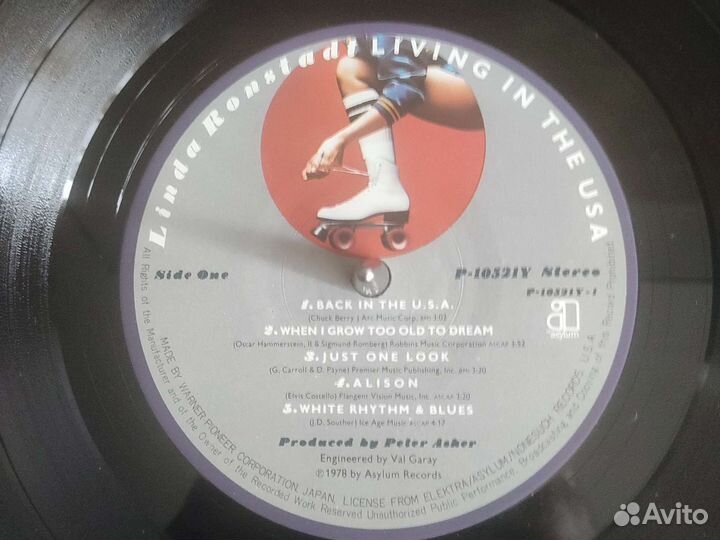 Linda Ronstadt LIVING IN THE USA
Side One
P-10521Y Stereo
P-10521Y-1
asylum
1. BACK IN THE U.S.A.
(Chuck Berry) Arc Music Corp. BMI 3:02
2. WHEN I GROW TOO OLD TO DREAM
(Oscar Hammerstein, II & Sigmund Romberg) Robbins Music Corporation ASCAP 3:52
3. JUST ONE LOOK
(G. Carroll & D. Payne) Premier Music Publishing, Inc. BMI 3:20
4. ALISON
(Elvis Costello) Plangent Vision Music, Inc. ASCAP 3:20
5. WHITE RHYTHM & BLUES
(J.D. Souther) Ice Age Music ASCAP 4:17
Produced by Peter Asher
Engineered by Val Garay
℗1978 by Asylum Records
MADE BY WARNER-PIONEER CORPORATION, JAPAN. LICENSE FROM ELEKTRA/ASYLUM/NONESUCH RECORDS, U.S.A.
All Rights of the Manufacturer and of the Owner of the Recorded Work Reserved Unauthorized Public Performance, Broadcasting and Copying of this Record Prohibited
Avito